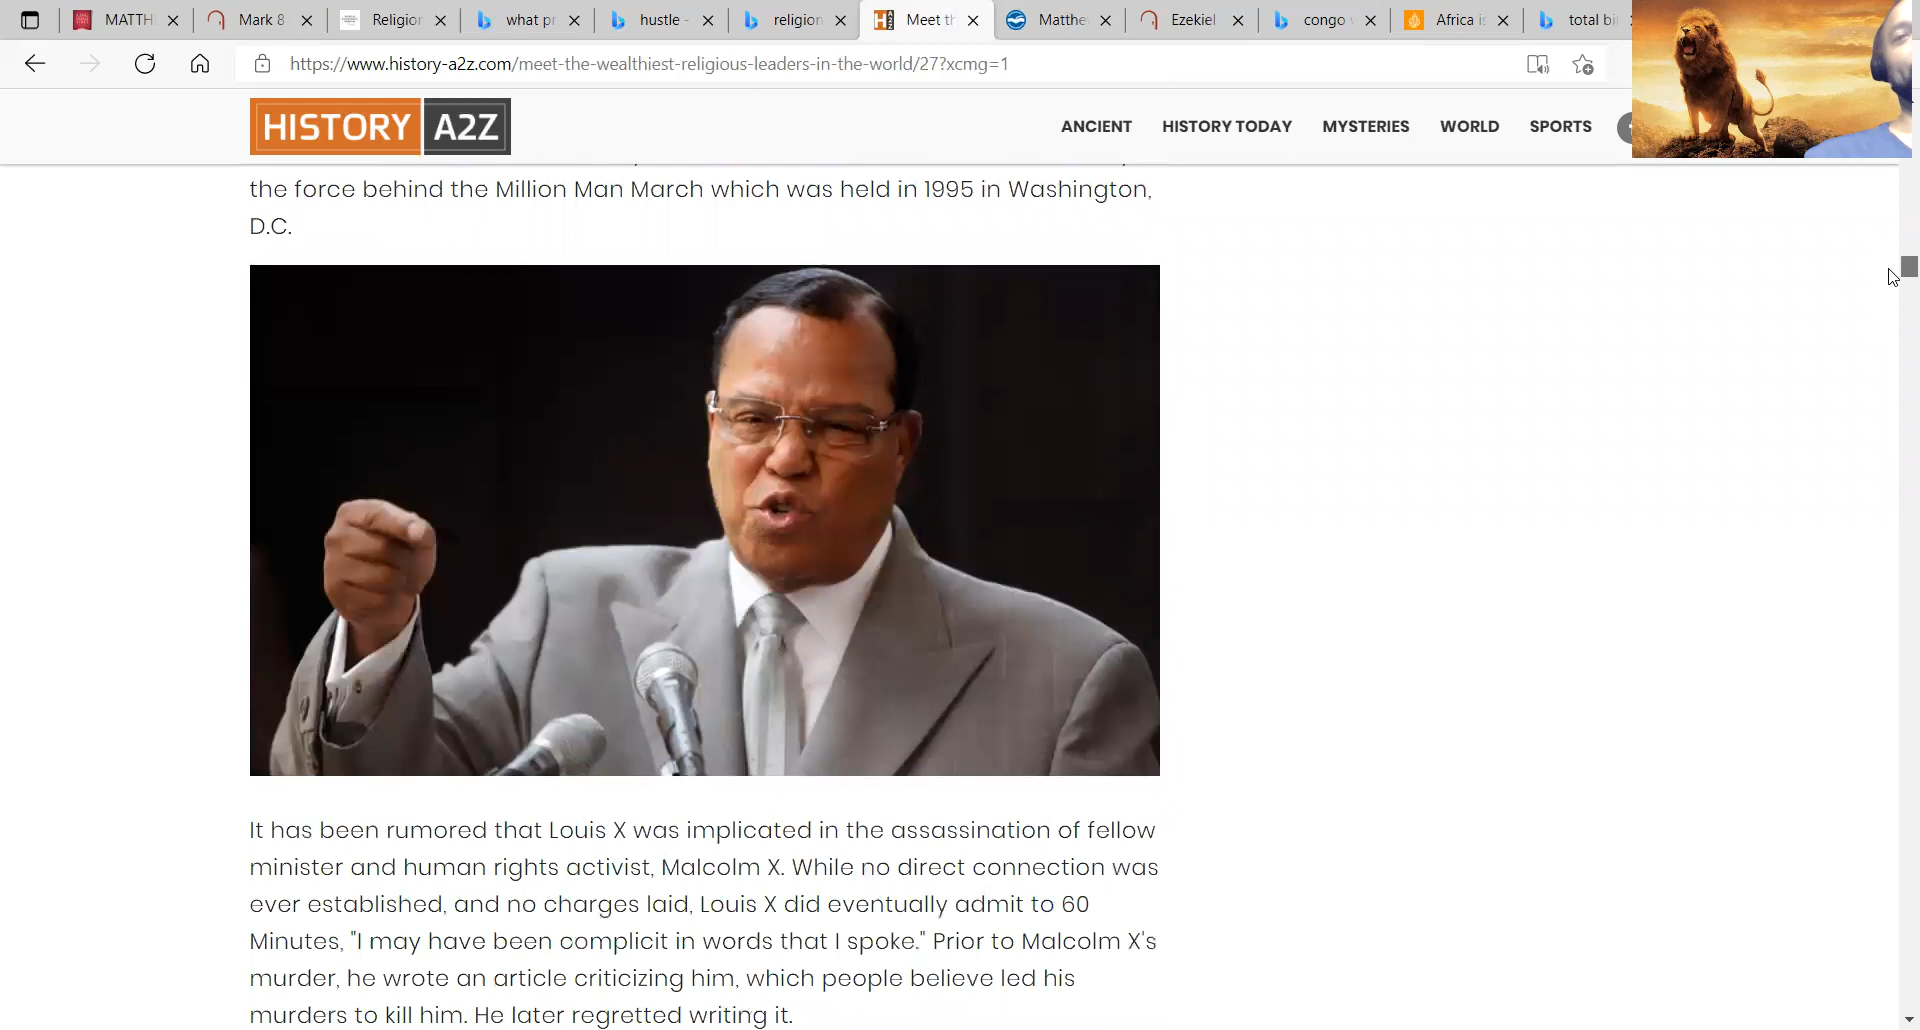 MATTH
Mark 8
Religion
what pr
hustle -
religion
Meet th
Matthe
Ezekiel
congo
Africa is
total bi
https://www.history-a2z.com/meet-the-wealthiest-religious-leaders-in-the-world/27?xcmg=1
HISTORY A2Z
ANCIENT HISTORY TODAY MYSTERIES WORLD SPORTS
the force behind the Million Man March which was held in 1995 in Washington,
D.C.
It has been rumored that Louis X was implicated in the assassination of fellow
minister and human rights activist, Malcolm X. While no direct connection was
ever established, and no charges laid, Louis X did eventually admit to 60
Minutes, "I may have been complicit in words that I spoke." Prior to Malcolm X's
murder, he wrote an article criticizing him, which people believe led his
murders to kill him. He later regretted writing it.